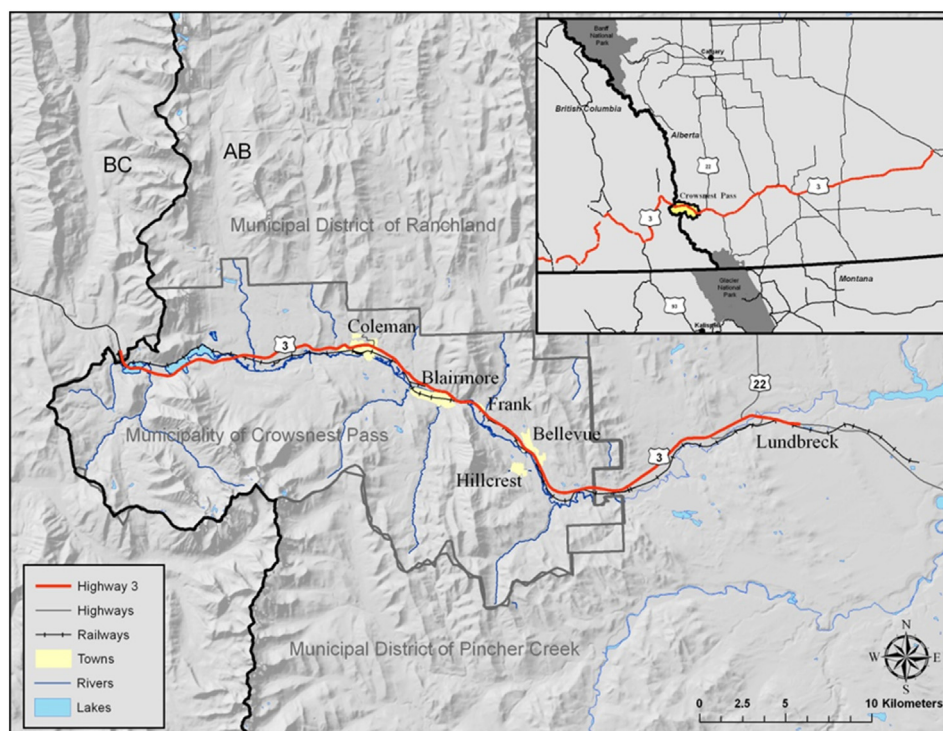 BC
AB
Municipal District of Ranchland
3
Coleman
Blairmore
Frank
Bellevue
Hillcrest
Municipality of Crowsnest Pass
22
3
Lundbreck
Municipal District of Pincher Creek
Banff
National
Park
Calgary
British Columbia
Alberta
22
Crowsnest Pass
3
3
Glacier
National
Park
Montana
93
Highway 3
Highways
Railways
Towns
Rivers
Lakes
N
W
E
S
0
2.5
5
10 Kilometers